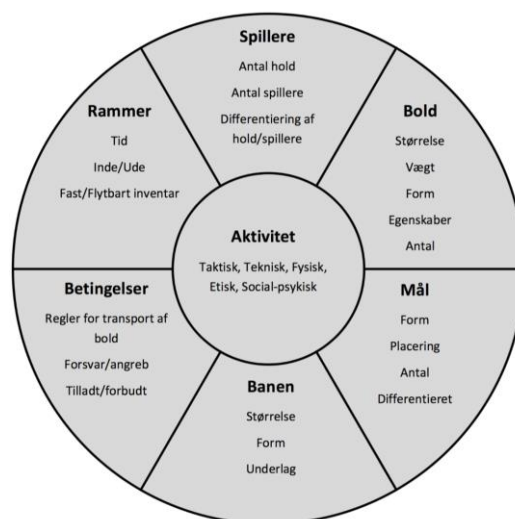 Spillere
Antal hold
Antal spillere
Differentiering af
hold/spillere
Bold
Størrelse
Vægt
Form
Egenskaber
Antal
Mål
Form
Placering
Antal
Differentieret
Banen
Størrelse
Form
Underlag
Betingelser
Regler for transport af
bold
Forsvar/angreb
Tilladt/forbudt
Rammer
Tid
Inde/Ude
Fast/Flytbart inventar
Aktivitet
Taktisk, Teknisk, Fysisk,
Etisk, Social-psykisk